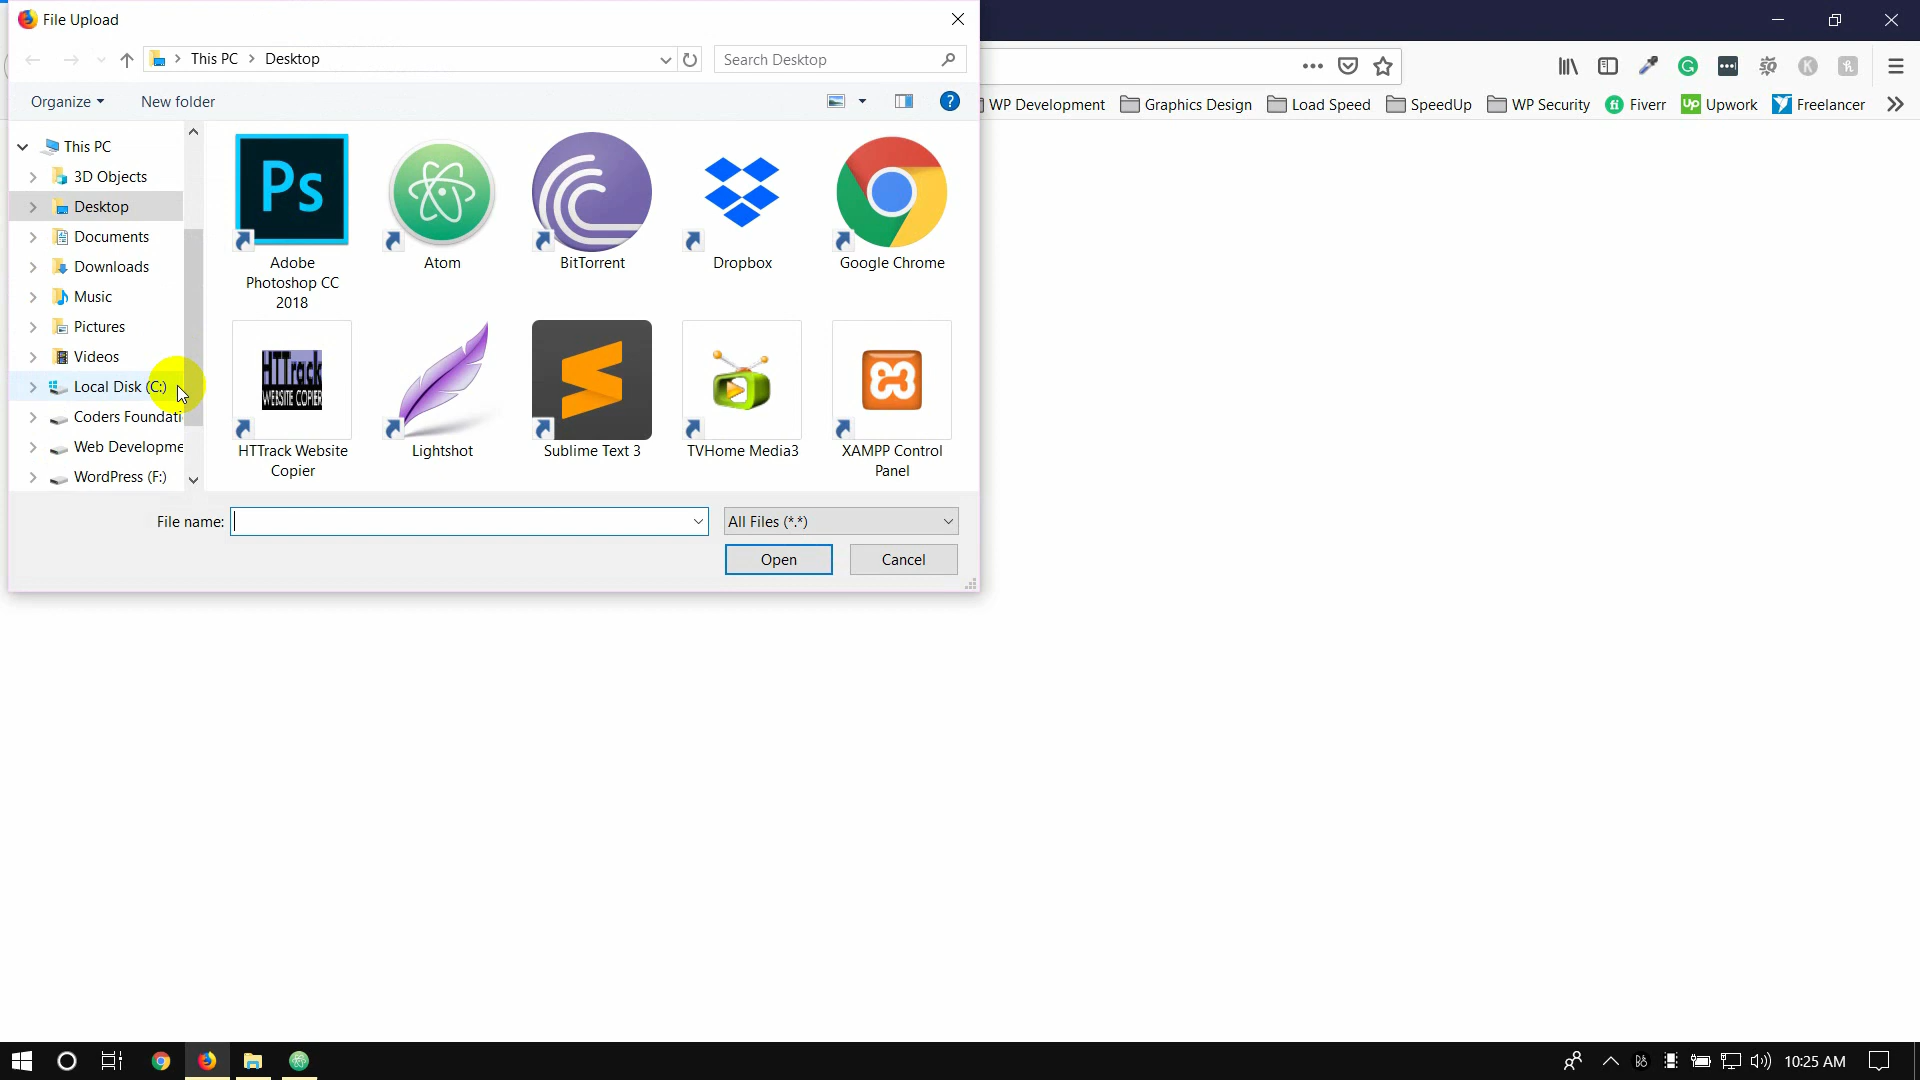 File Upload
This PC
Desktop
Search Desktop
Organize
New folder
?
WP Development
Graphics Design
Load Speed
SpeedUp
WP Security
fi Fiverr
Up Upwork
Freelancer
This PC
3D Objects
Desktop
Documents
Downloads
Music
Pictures
Videos
Local Disk (C:)
Coders Foundati
Web Developme
WordPress (F:)
Ps
Adobe
Photoshop CC
2018
Atom
BitTorrent
Dropbox
Google Chrome
HTTrack
WEBSITE COPIER
HTTrack Website
Copier
Lightshot
Sublime Text 3
TVHome Media3
XAMPP Control
Panel
File name:
All Files (*.*)
Open
Cancel
10:25 AM